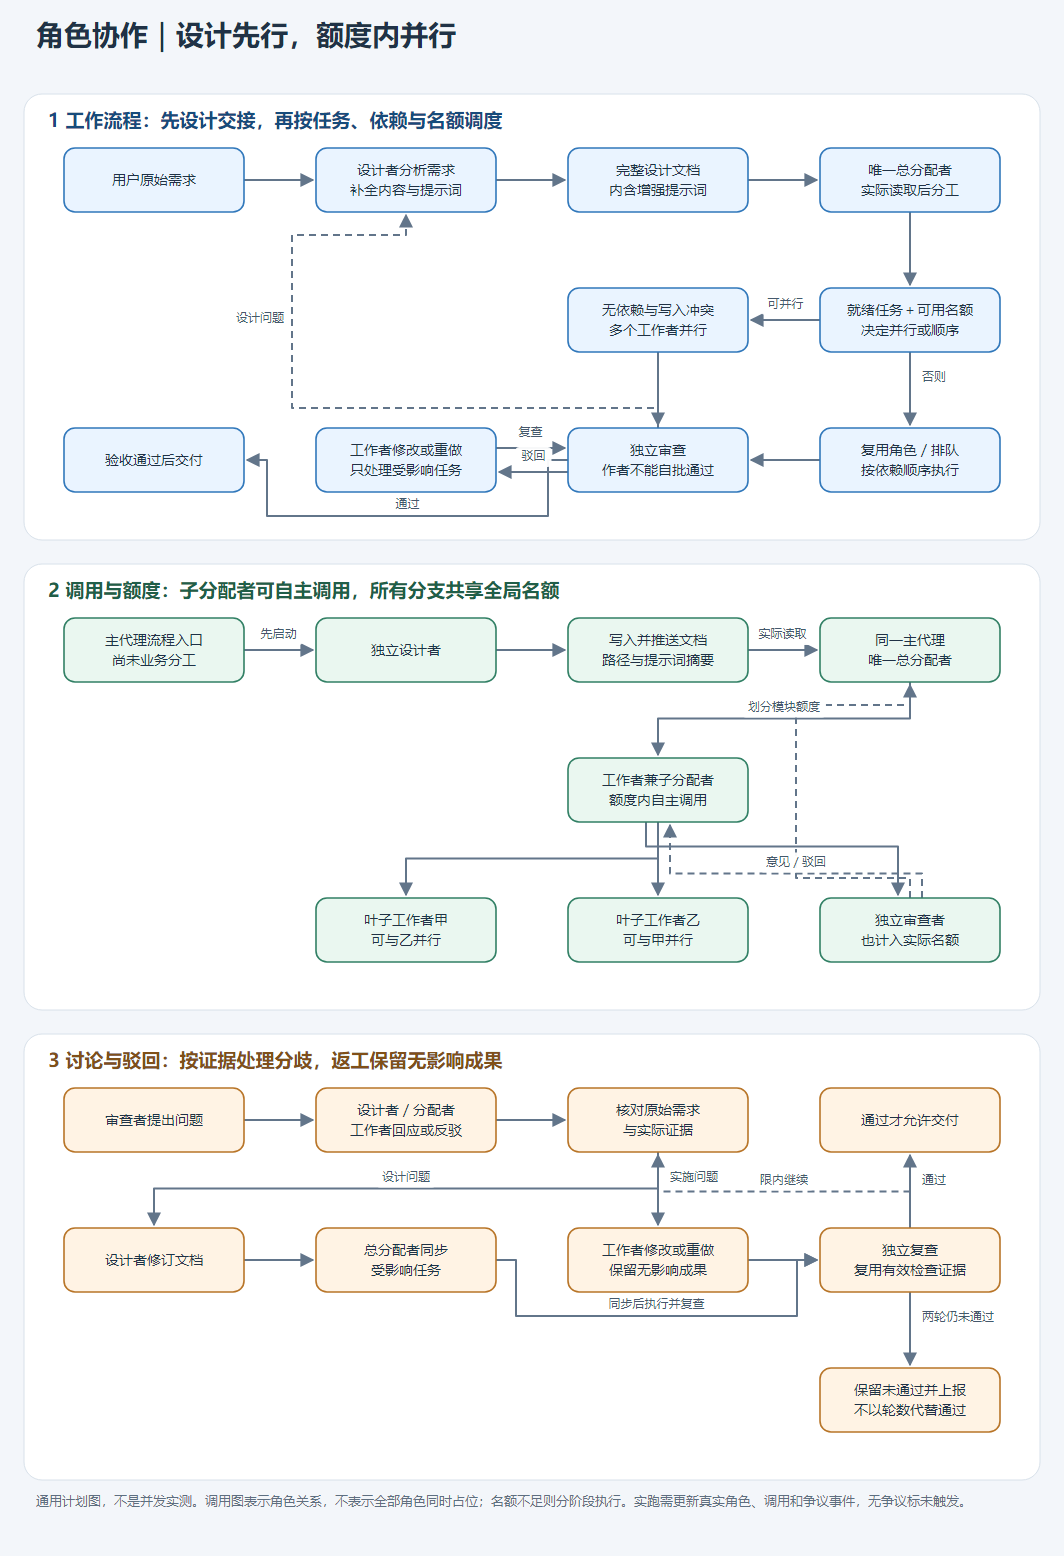 角色协作｜设计先行，额度内并行
1 工作流程：先设计交接，再按任务、依赖与名额调度
用户原始需求
设计者分析需求
补全内容与提示词
完整设计文档
内含增强提示词
唯一总分配者
实际读取后分工
设计问题
无依赖与写入冲突
多个工作者并行
可并行
就绪任务＋可用名额
决定并行或顺序
否则
验收通过后交付
工作者修改或重做
只处理受影响任务
复查
驳回
独立审查
作者不能自批通过
复用角色 / 排队
按依赖顺序执行
通过
2 调用与额度：子分配者可自主调用，所有分支共享全局名额
主代理流程入口
尚未业务分工
先启动
独立设计者
写入并推送文档
路径与提示词摘要
实际读取
同一主代理
唯一总分配者
划分模块额度
工作者兼子分配者
额度内自主调用
意见 / 驳回
叶子工作者甲
可与乙并行
叶子工作者乙
可与甲并行
独立审查者
也计入实际名额
3 讨论与驳回：按证据处理分歧，返工保留无影响成果
审查者提出问题
设计者 / 分配者
工作者回应或反驳
核对原始需求
与实际证据
通过才允许交付
设计问题
实施问题
限内继续
通过
设计者修订文档
总分配者同步
受影响任务
工作者修改或重做
保留无影响成果
独立复查
复用有效检查证据
同步后执行并复查
两轮仍未通过
保留未通过并上报
不以轮数代替通过
通用计划图，不是并发实测。调用图表示角色关系，不表示全部角色同时占位；名额不足则分阶段执行。实跑需更新真实角色、调用和争议事件，无争议标未触发。